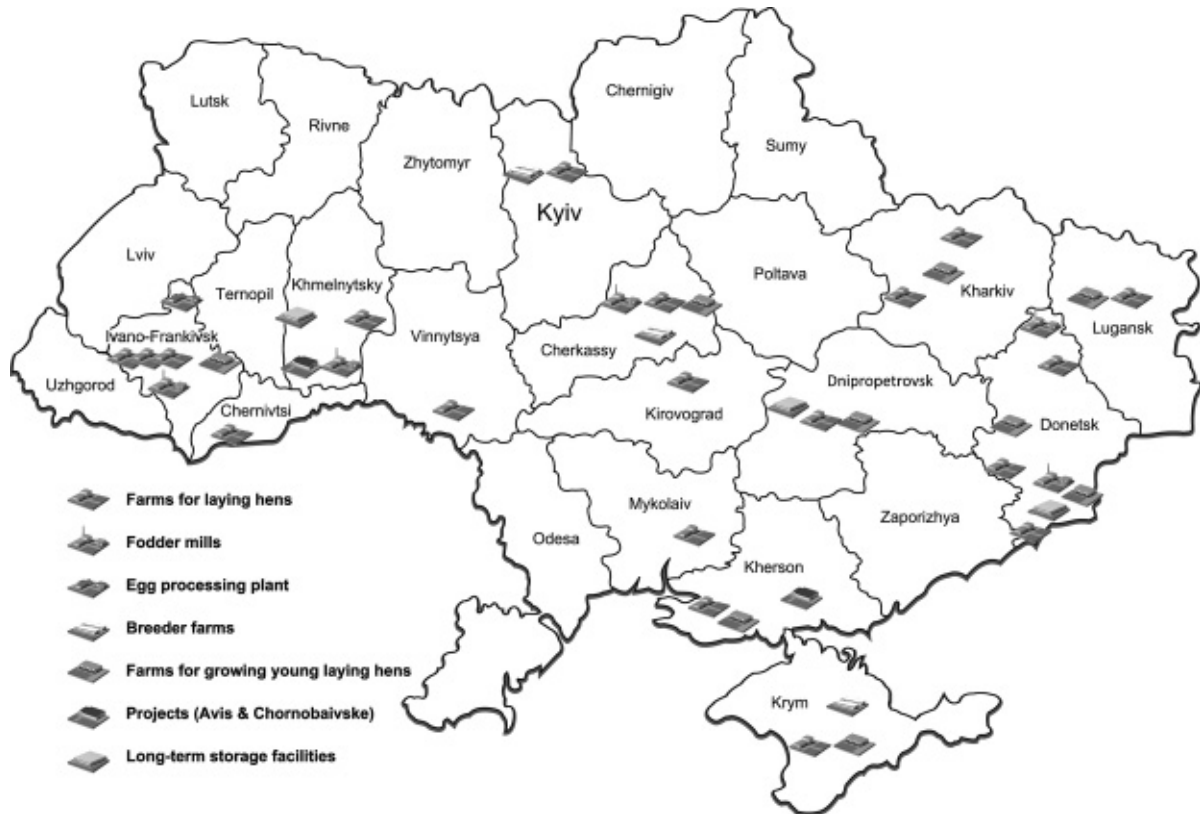 Chernigiv
Lutsk
Rivne
Sumy
Zhytomyr
Kyiv
Lviv
Ternopil
Khmelnytsky
Poltava
Kharkiv
Lugansk
Ivano-Frankivsk
Vinnytsya
Cherkassy
Uzhgorod
Dnipropetrovsk
Chernivtsi
Kirovograd
Donetsk
Farms for laying hens
Mykolaiv
Zaporizhya
Odesa
Fodder mills
Kherson
Egg processing plant
Breeder farms
Farms for growing young laying hens
Krym
Projects (Avis & Chornobaivske)
Long-term storage facilities